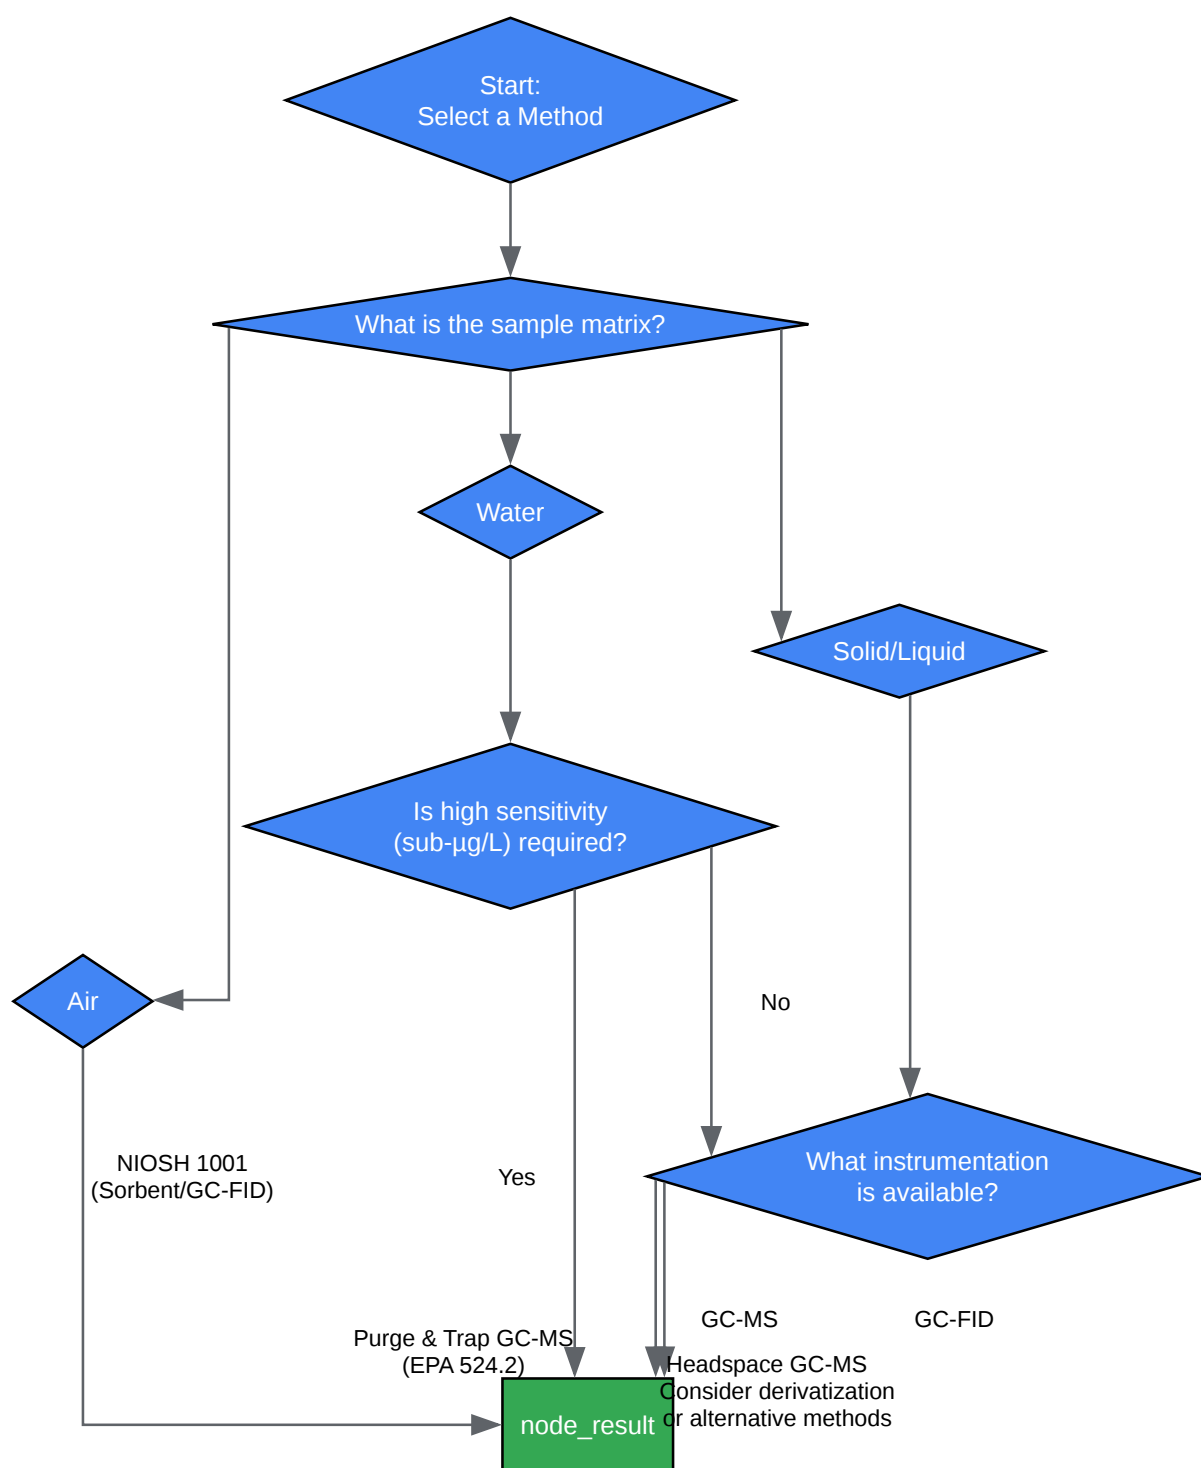 Start:
Select a Method
What is the sample matrix?
Water
Solid/Liquid
Is high sensitivity
(sub-µg/L) required?
Air
No
NIOSH 1001
(Sorbent/GC-FID)
Yes
What instrumentation
is available?
GC-MS
GC-FID
Purge & Trap GC-MS
(EPA 524.2)
Headspace GC-MS
Consider derivatization
or alternative methods
node_result